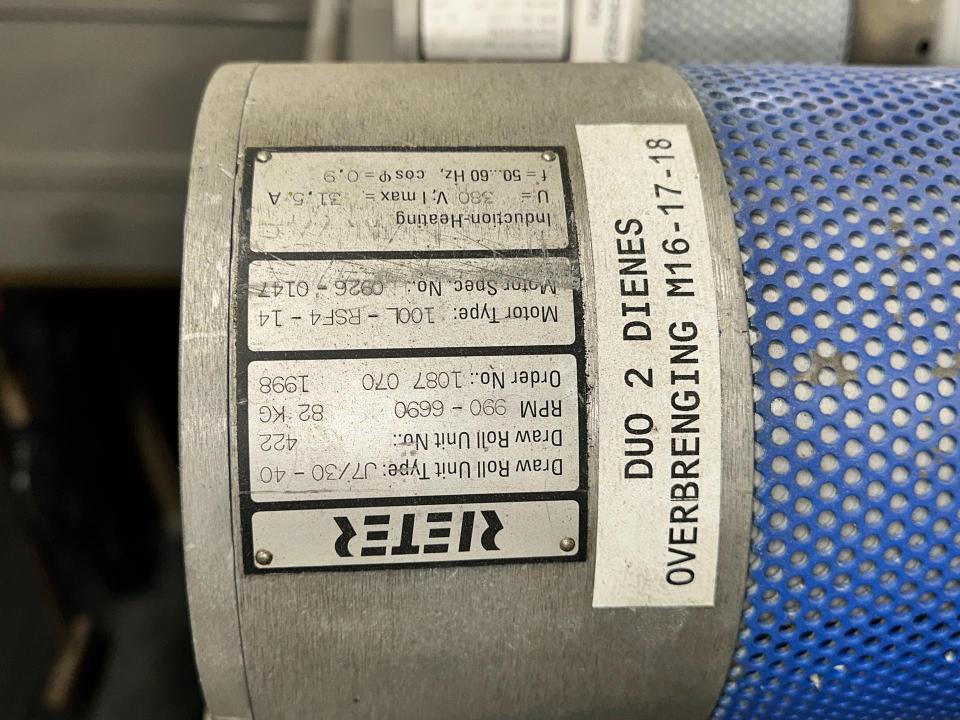 RIETER
Draw Roll Unit Type: J7/30 - 40
Draw Roll Unit No.: 422
RPM 990 - 6690 82 KG
Order No.: 1087 070 1998
Motor Type: 100L - RSF4 - 14
Motor Spec. No.: 0926 - 0147
Induction-Heating
U = 380 V; I max = 31.5 A
f = 50...60 Hz, cos φ = 0,9
DUO 2 DIENES
OVERBRENGING M16-17-18